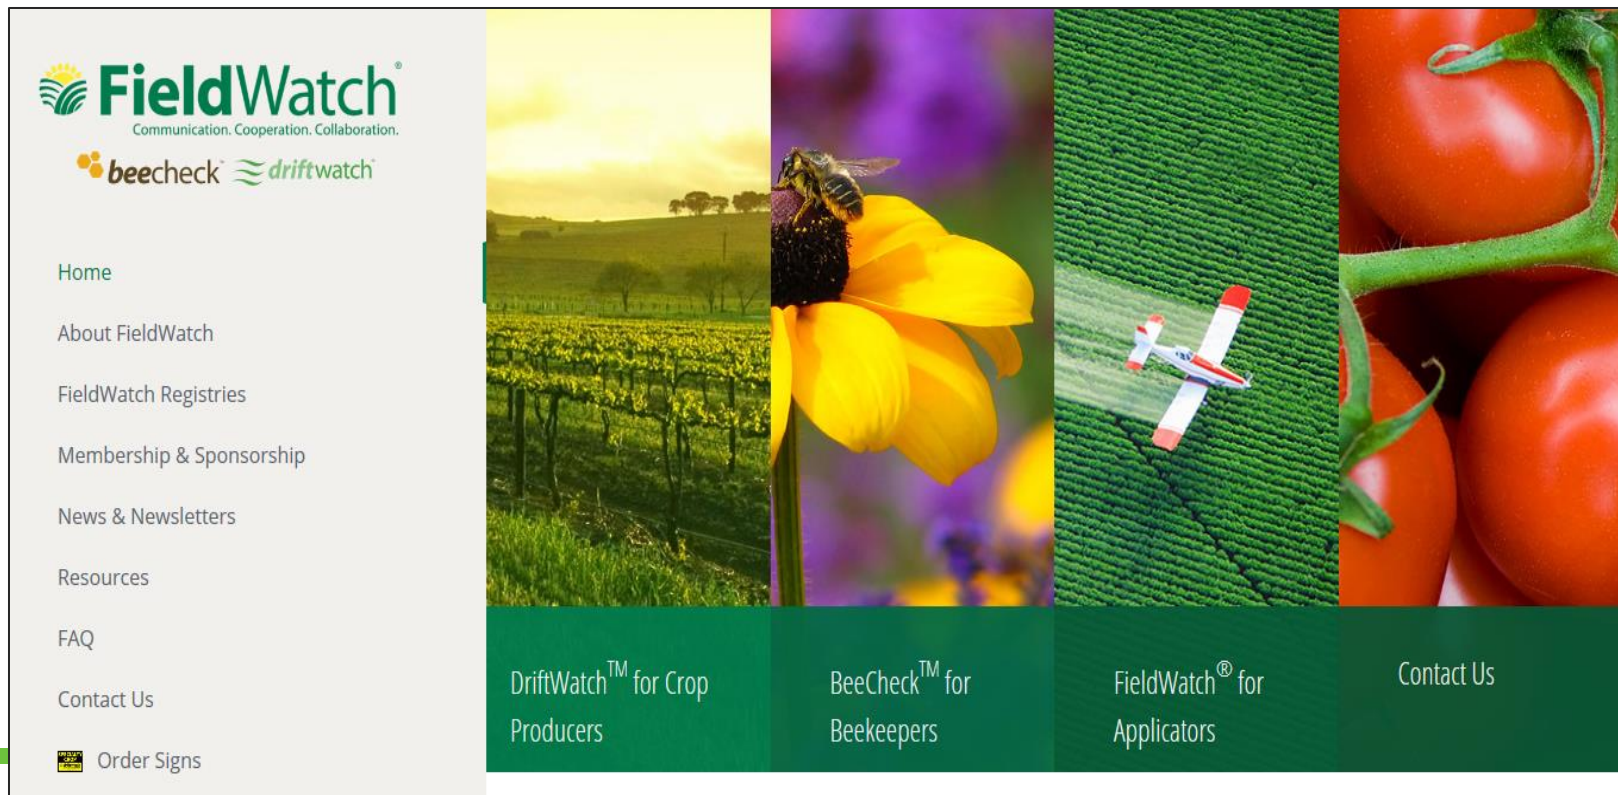 FieldWatch®
Communication. Cooperation. Collaboration.
beecheck™ driftwatch®
Home
About FieldWatch
FieldWatch Registries
Membership & Sponsorship
News & Newsletters
Resources
FAQ
Contact Us
Order Signs
DriftWatch™ for Crop
Producers
BeeCheck™ for
Beekeepers
FieldWatch® for
Applicators
Contact Us